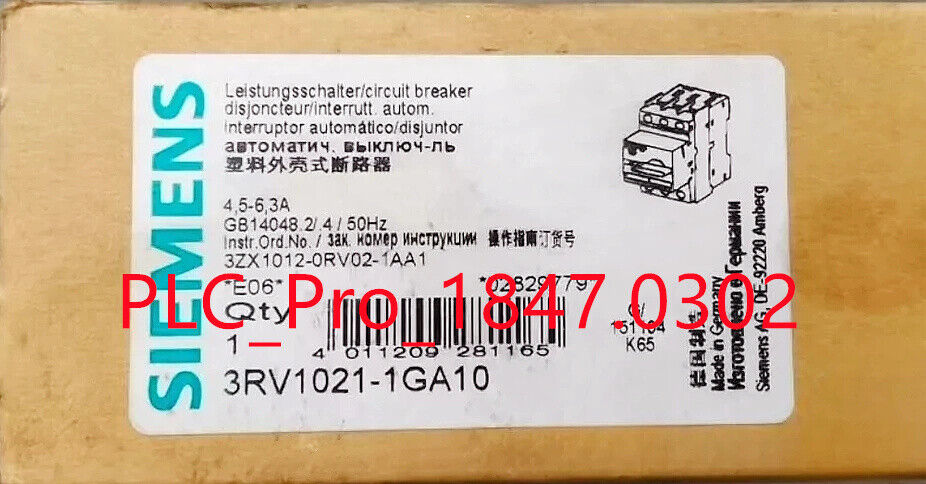 SIEMENS
Leistungsschalter/circuit breaker
disjoncteur/interrutt. autom.
interruptor automático/disjuntor
автоматич. выключ-ль
塑料外壳式断路器
4,5-6,3A
GB14048.2/.4/50Hz
Instr.Ord.No./ зак. номер инструкции 操作指南订货号
3ZX1012-0RV02-1AA1
*E06*
Qty
1
4 011209 281165
K65
3RV1021-1GA10
德国制造
Made in Germany
Изготовлено в Германии
Siemens AG, DE-92220 Amberg
PLC_Pro_1847.0302